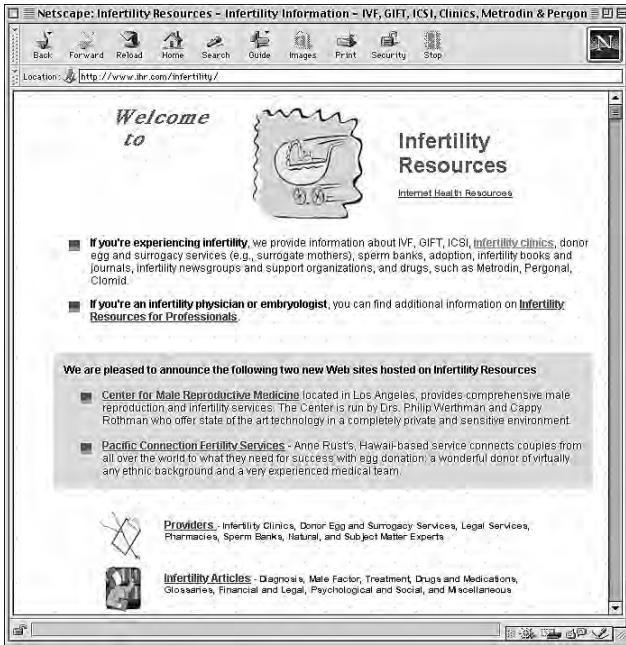 Netscape: Infertility Resources - Infertility Information - IVF, GIFT, ICSI, Clinics, Metrodin & Pergon
Back Forward Reload Home Search Guide Images Print Security Stop
N
Location: http://www.ihr.com/infertility/
Welcome
to
Infertility
Resources
Internet Health Resources
If you're experiencing infertility, we provide information about IVF, GIFT, ICSI, infertility clinics, donor
egg and surrogacy services (e.g., surrogate mothers), sperm banks, adoption, infertility books and
journals, infertility newsgroups and support organizations, and drugs, such as Metrodin, Pergonal,
Clomid.
If you're an infertility physician or embryologist, you can find additional information on Infertility
Resources for Professionals.
We are pleased to announce the following two new Web sites hosted on Infertility Resources
Center for Male Reproductive Medicine located in Los Angeles, provides comprehensive male
reproduction and infertility services. The Center is run by Drs. Philip Werthman and Cappy
Rothman who offer state of the art technology in a completely private and sensitive environment.
Pacific Connection Fertility Services - Anne Rust's, Hawaii-based service connects couples from
all over the world to what they need for success with egg donation: a wonderful donor of virtually
any ethnic background and a very experienced medical team.
Providers - Infertility Clinics, Donor Egg and Surrogacy Services, Legal Services,
Pharmacies, Sperm Banks, Natural, and Subject Matter Experts
Infertility Articles - Diagnosis, Male Factor, Treatment, Drugs and Medications,
Glossaries, Financial and Legal, Psychological and Social, and Miscellaneous